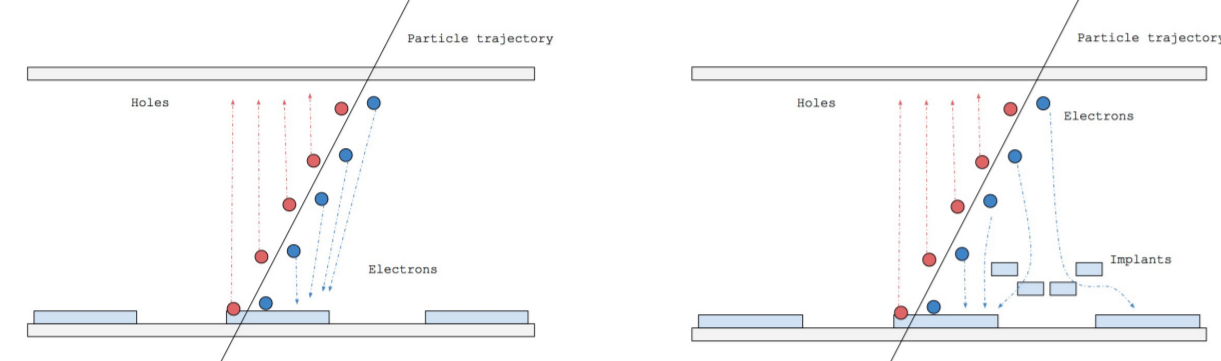 Particle trajectory
Holes
Electrons
Particle trajectory
Holes
Electrons
Implants